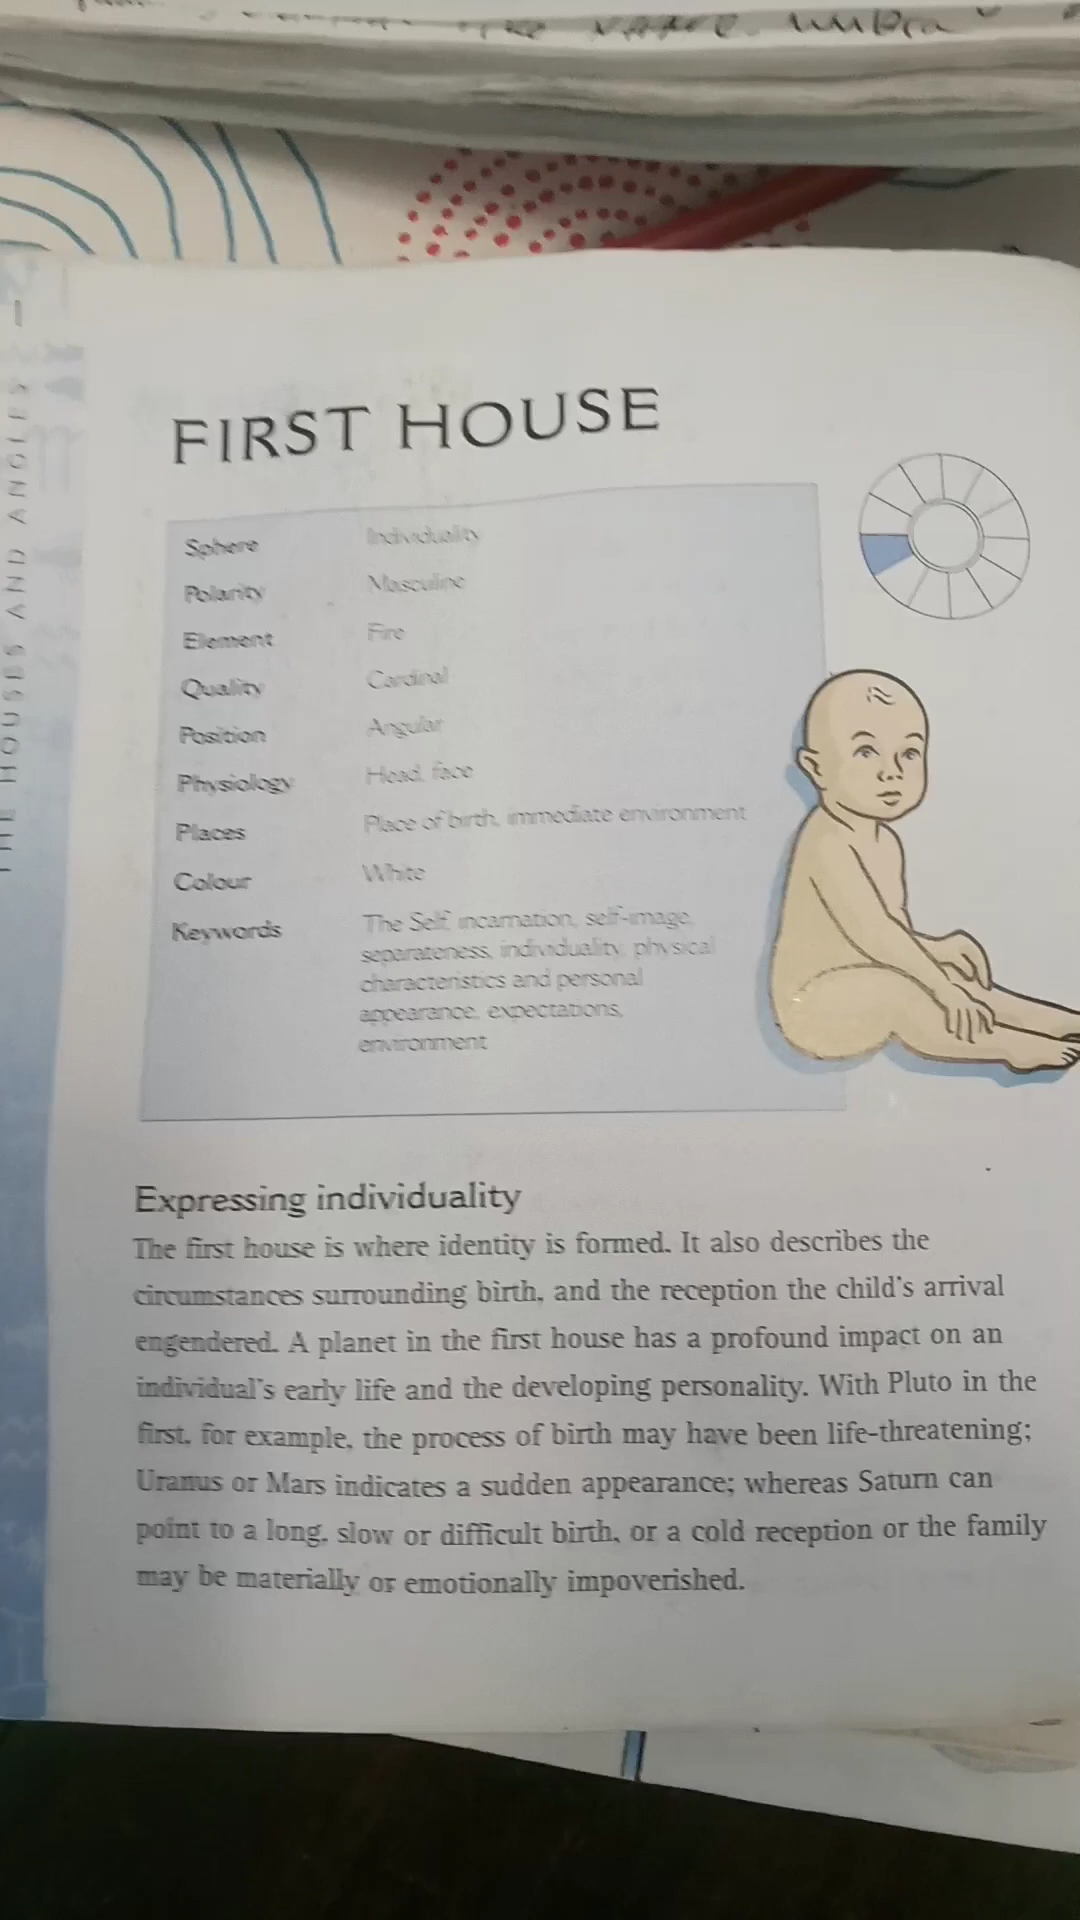 FIRST HOUSE
Sphere Individuality
Polarity Masculine
Element Fire
Quality Cardinal
Position Angular
Physiology Head, face
Places Place of birth, immediate environment
Colour White
Keywords The Self, incarnation, self-image,
separateness, individuality, physical
characteristics and personal
appearance, expectations,
environment
Expressing individuality
The first house is where identity is formed. It also describes the
circumstances surrounding birth, and the reception the child's arrival
engendered. A planet in the first house has a profound impact on an
individual's early life and the developing personality. With Pluto in the
first, for example, the process of birth may have been life-threatening;
Uranus or Mars indicates a sudden appearance; whereas Saturn can
point to a long, slow or difficult birth, or a cold reception or the family
may be materially or emotionally impoverished.
THE HOUSES AND ANGLES